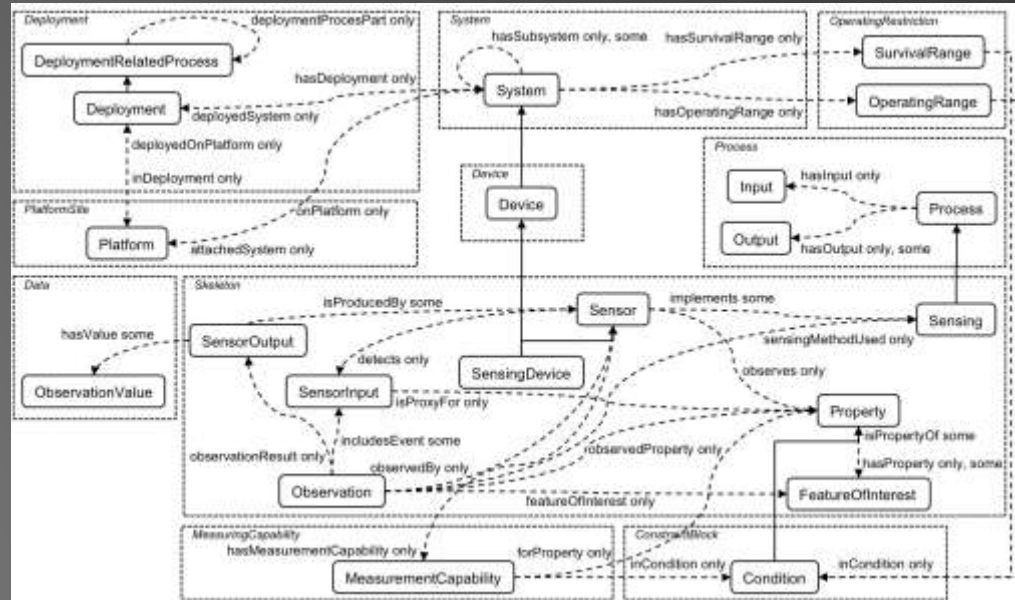 Deployment
deploymentProcesPart only
DeploymentRelatedProcess
Deployment
hasDeployment only
deployedSystem only
deployedOnPlatform only
inDeployment only
System
hasSubsystem only, some
System
hasSurvivalRange only
hasOperatingRange only
OperatingRestriction
SurvivalRange
OperatingRange
PlatformSite
Platform
onPlatform only
attachedSystem only
Device
Device
Process
Input
hasInput only
Process
Output
hasOutput only, some
Data
hasValue some
ObservationValue
Skeleton
isProducedBy some
Sensor
implements some
Sensing
SensorOutput
sensingMethodUsed only
detects only
SensingDevice
SensorInput
observes only
isProxyFor only
Property
includesEvent some
isPropertyOf some
observationResult only
observedBy only
observedProperty only
hasProperty only, some
Observation
featureOfInterest only
FeatureOfInterest
MeasuringCapability
hasMeasurementCapability only
forProperty only
MeasurementCapability
ConstraintBlock
inCondition only
Condition
inCondition only